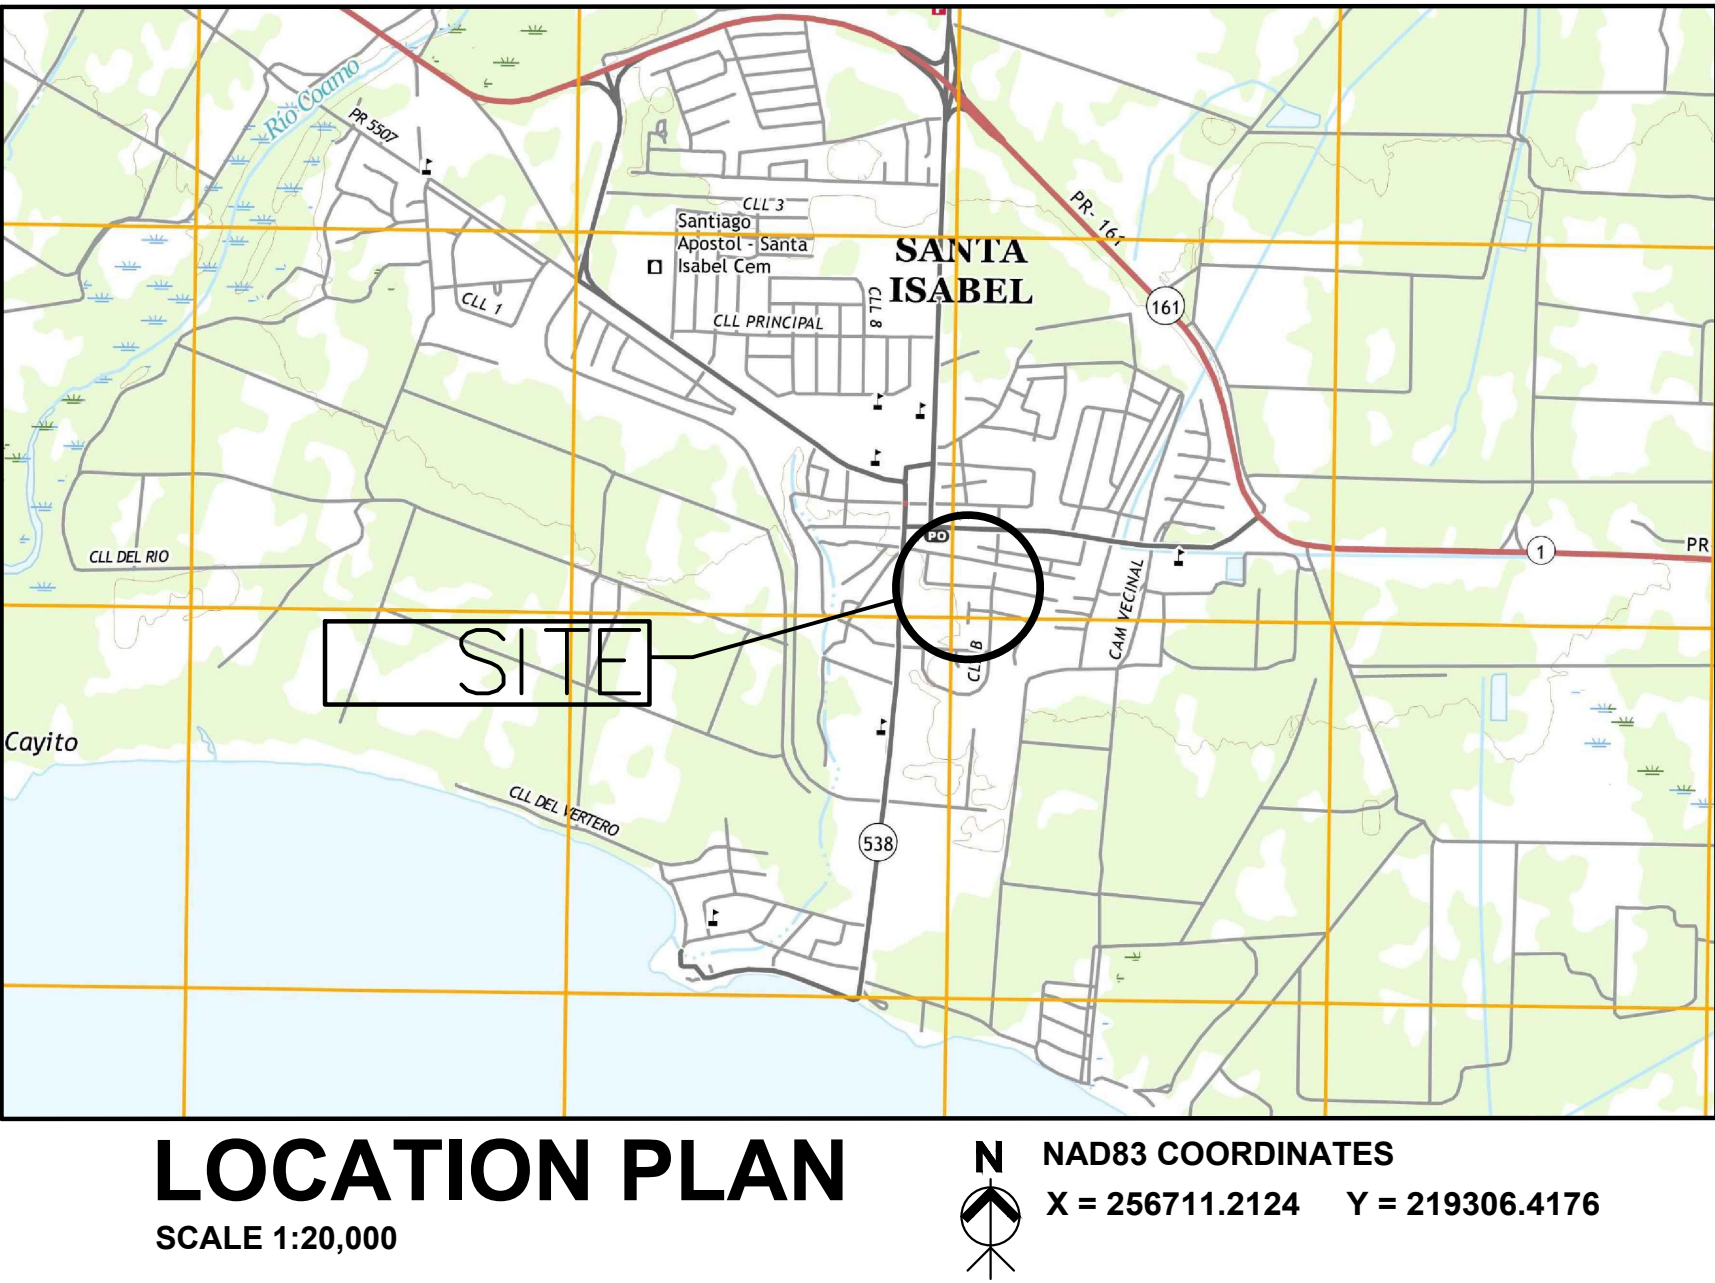 Río Coamo
PR 5507
CLL 3
Santiago
Apostol - Santa
Isabel Cem
SANTA
ISABEL
PR- 161
161
CLL 1
CLL 8
CLL PRINCIPAL
PO
1
PR
CLL DEL RIO
CAM VECINAL
SITE
CLL B
Cayito
CLL DEL VERTERO
538
LOCATION PLAN
SCALE 1:20,000
N
NAD83 COORDINATES
X = 256711.2124 Y = 219306.4176